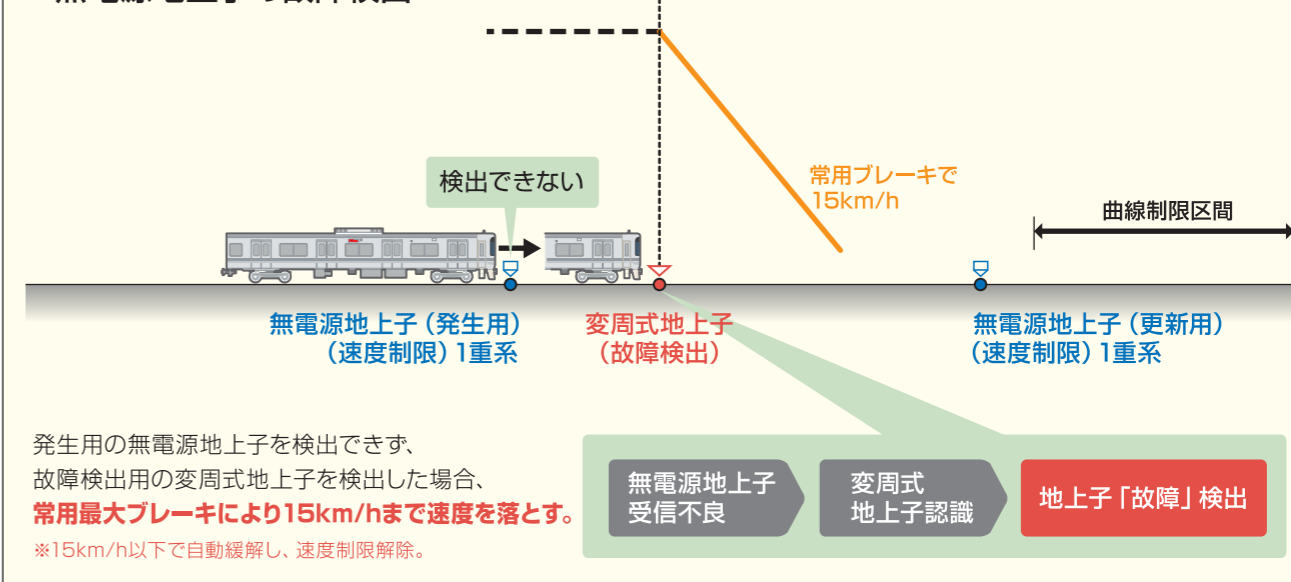 検出できない
常用ブレーキで
15km/h
曲線制限区間
無電源地上子（発生用）
（速度制限）1重系
変周式地上子
（故障検出）
無電源地上子（更新用）
（速度制限）1重系
発生用の無電源地上子を検出できず、
故障検出用の変周式地上子を検出した場合、
常用最大ブレーキにより15km/hまで速度を落とす。
※15km/h以下で自動緩解し、速度制限解除。
無電源地上子
受信不良
変周式
地上子認識
地上子「故障」検出